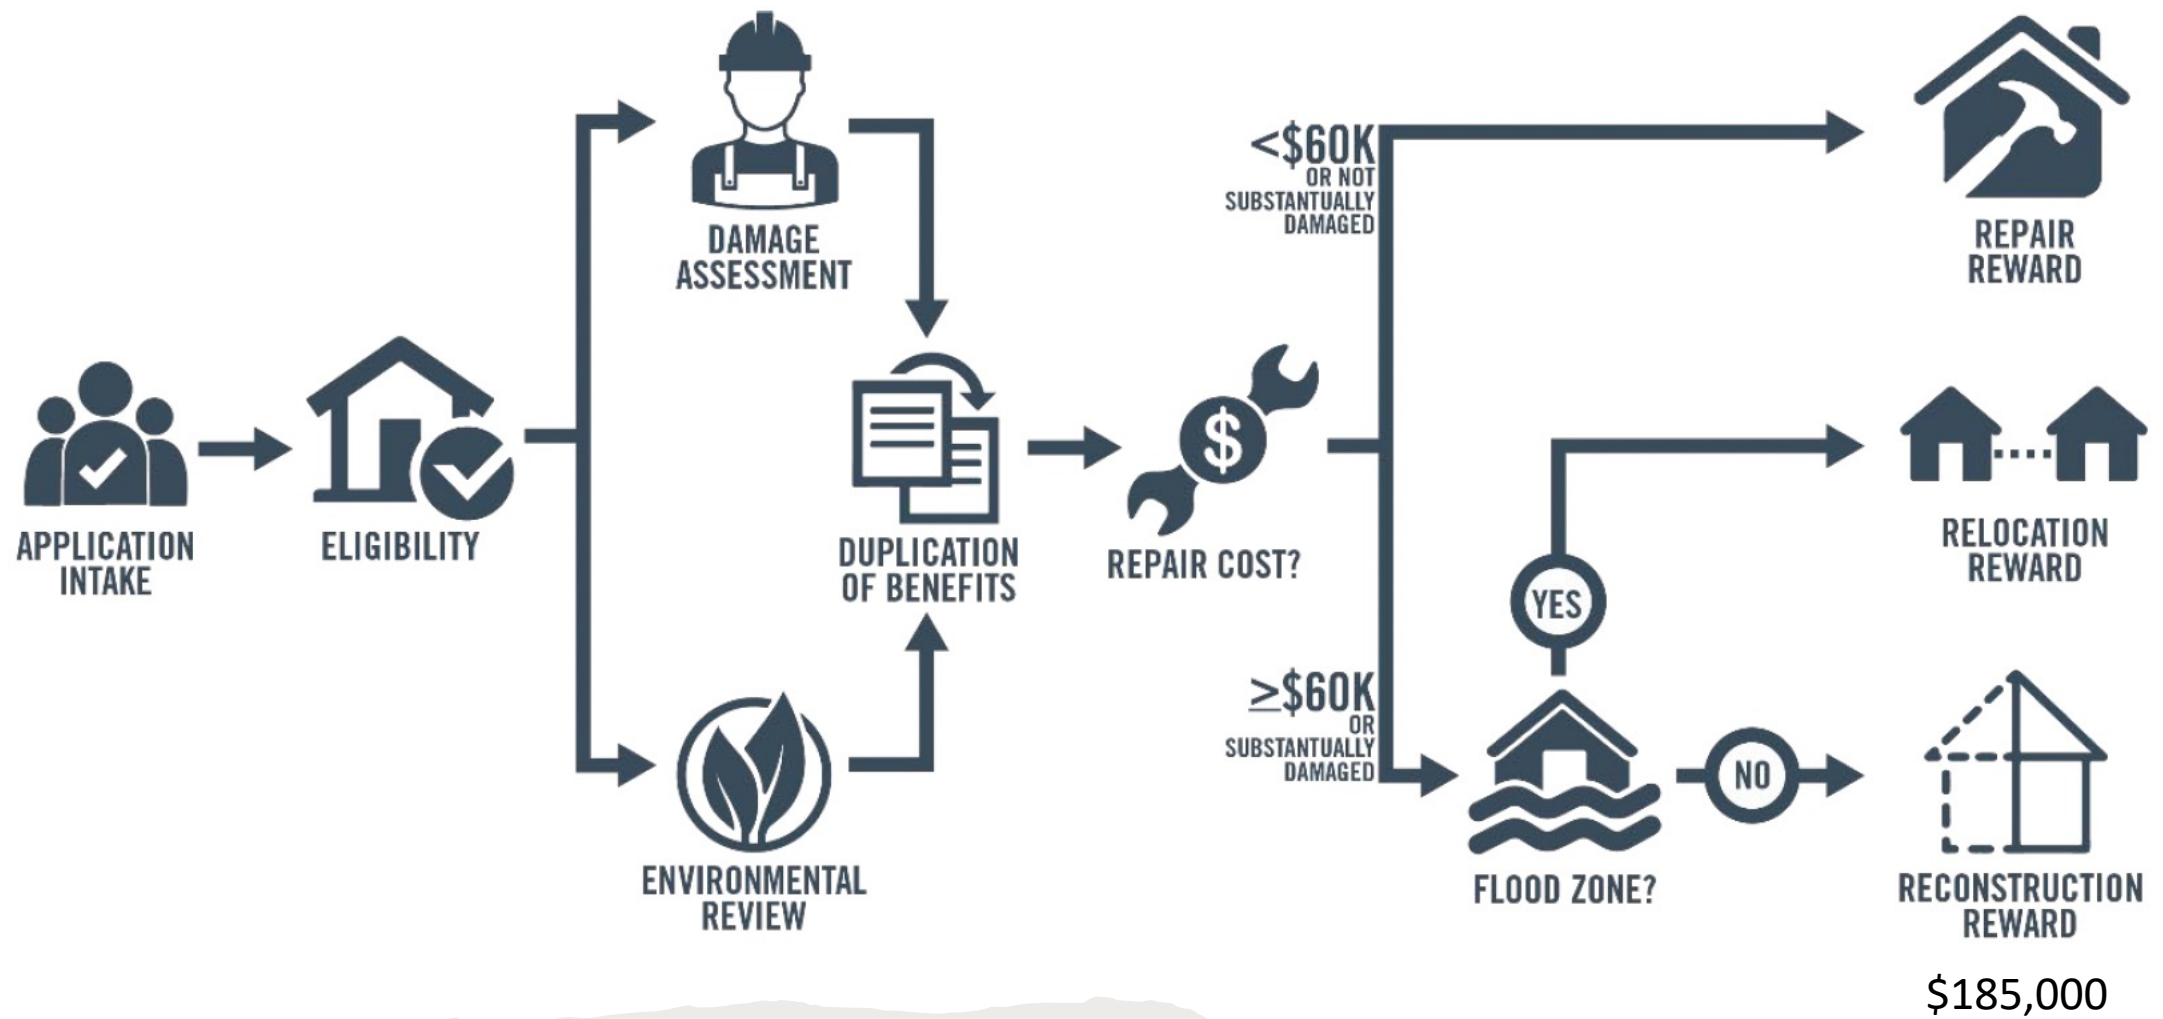 APPLICATION
INTAKE
ELIGIBILITY
DAMAGE
ASSESSMENT
ENVIRONMENTAL
REVIEW
DUPLICATION
OF BENEFITS
$
REPAIR COST?
<$60K
OR NOT
SUBSTANTUALLY
DAMAGED
≥$60K
OR
SUBSTANTUALLY
DAMAGED
REPAIR
REWARD
FLOOD ZONE?
YES
RELOCATION
REWARD
NO
RECONSTRUCTION
REWARD
$185,000